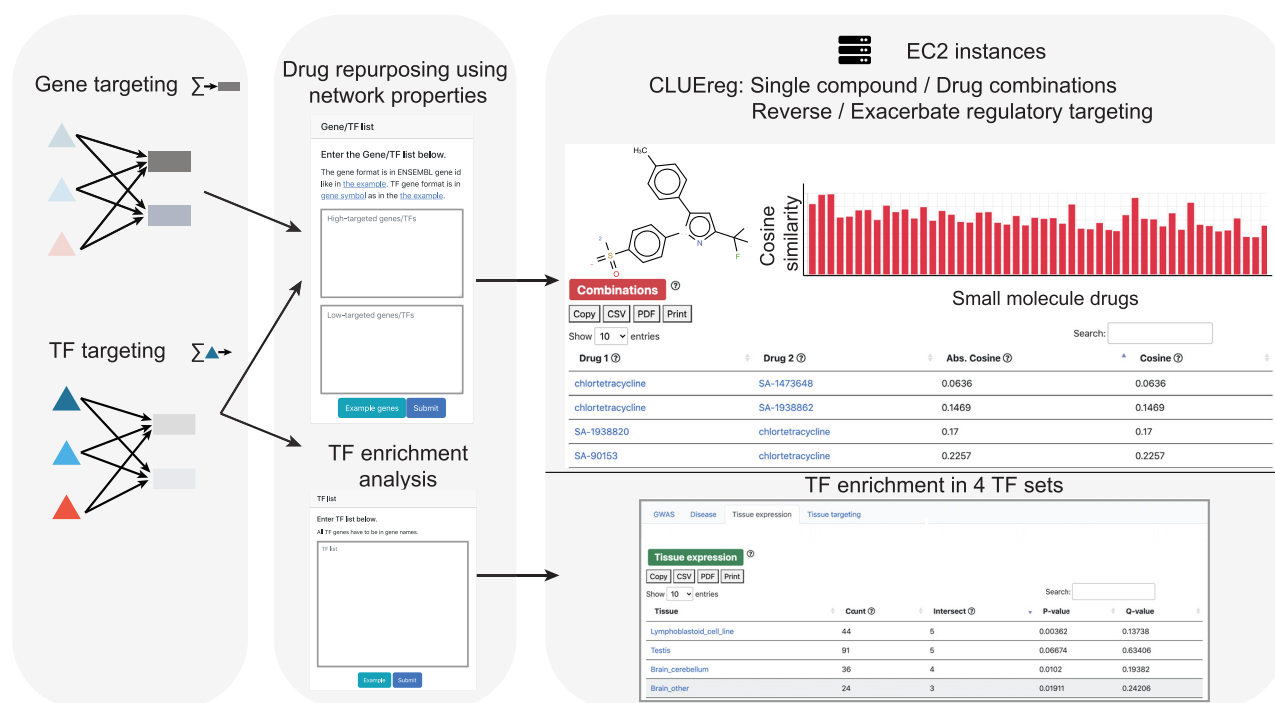 Gene targeting ∑→
TF targeting ∑→
Drug repurposing using
network properties
Gene/TF list
Enter the Gene/TF list below.
The gene format is in ENSEMBL gene id
like in the example. TF gene format is in
gene symbol as in the the example.
High-targeted genes/TFs
Low-targeted genes/TFs
Example genes Submit
TF enrichment
analysis
TF list
Enter TF list below.
All TF genes have to be in gene names.
TF list
Example Submit
EC2 instances
CLUEreg: Single compound / Drug combinations
Reverse / Exacerbate regulatory targeting
H₃C
N
S
O
F
2
-
Cosine
similarity
Small molecule drugs
Combinations ?
Copy CSV PDF Print
Show 10 entries
Search:
Drug 1 ? Drug 2 ? Abs. Cosine ? Cosine ?
chlortetracycline SA-1473648 0.0636 0.0636
chlortetracycline SA-1938862 0.1469 0.1469
SA-1938820 chlortetracycline 0.17 0.17
SA-90153 chlortetracycline 0.2257 0.2257
TF enrichment in 4 TF sets
GWAS Disease Tissue expression Tissue targeting
Tissue expression ?
Copy CSV PDF Print
Show 10 entries
Search:
Tissue Count ? Intersect ? P-value Q-value
Lymphoblastoid_cell_line 44 5 0.00362 0.13738
Testis 91 5 0.06674 0.63406
Brain_cerebellum 36 4 0.0102 0.19382
Brain_other 24 3 0.01911 0.24206